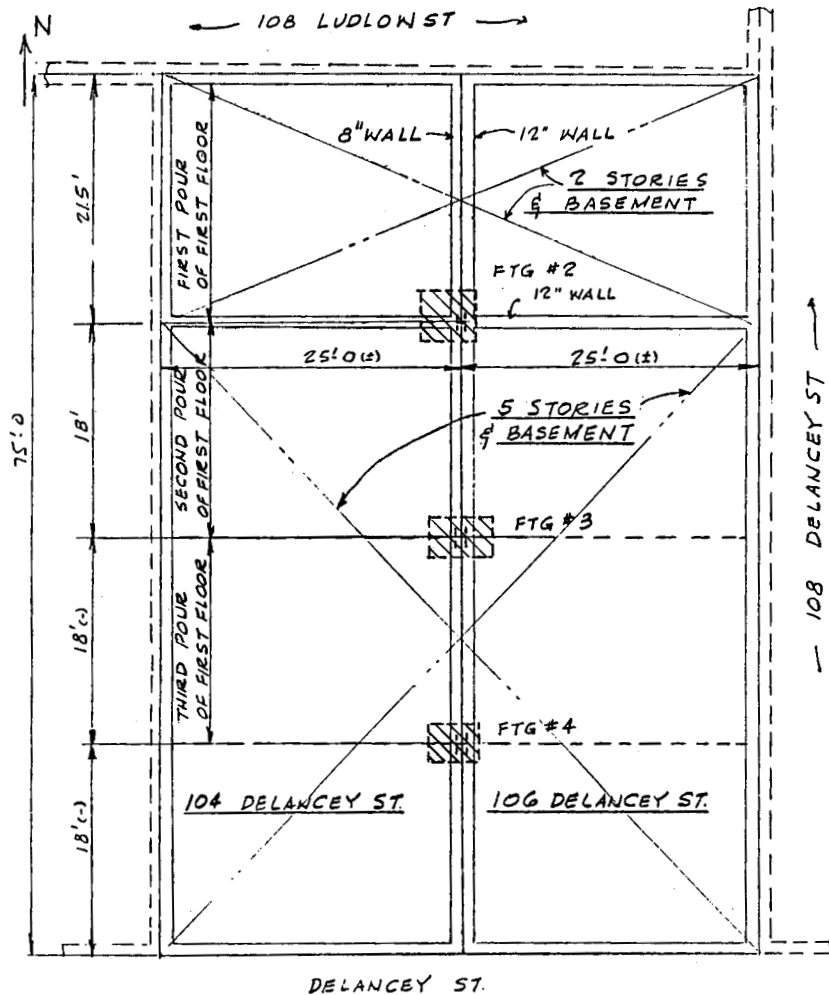 N
108 LUDLOW ST
8" WALL
12" WALL
2 STORIES
& BASEMENT
21.5'
FIRST POUR
OF FIRST FLOOR
FTG #2
12" WALL
25'.0 (±)
25'.0 (±)
5 STORIES
& BASEMENT
75'.0
18'
SECOND POUR
OF FIRST FLOOR
FTG #3
108 DELANCEY ST
18'(-)
THIRD POUR
OF FIRST FLOOR
FTG #4
18'(-)
104 DELANCEY ST.
106 DELANCEY ST.
DELANCEY ST.